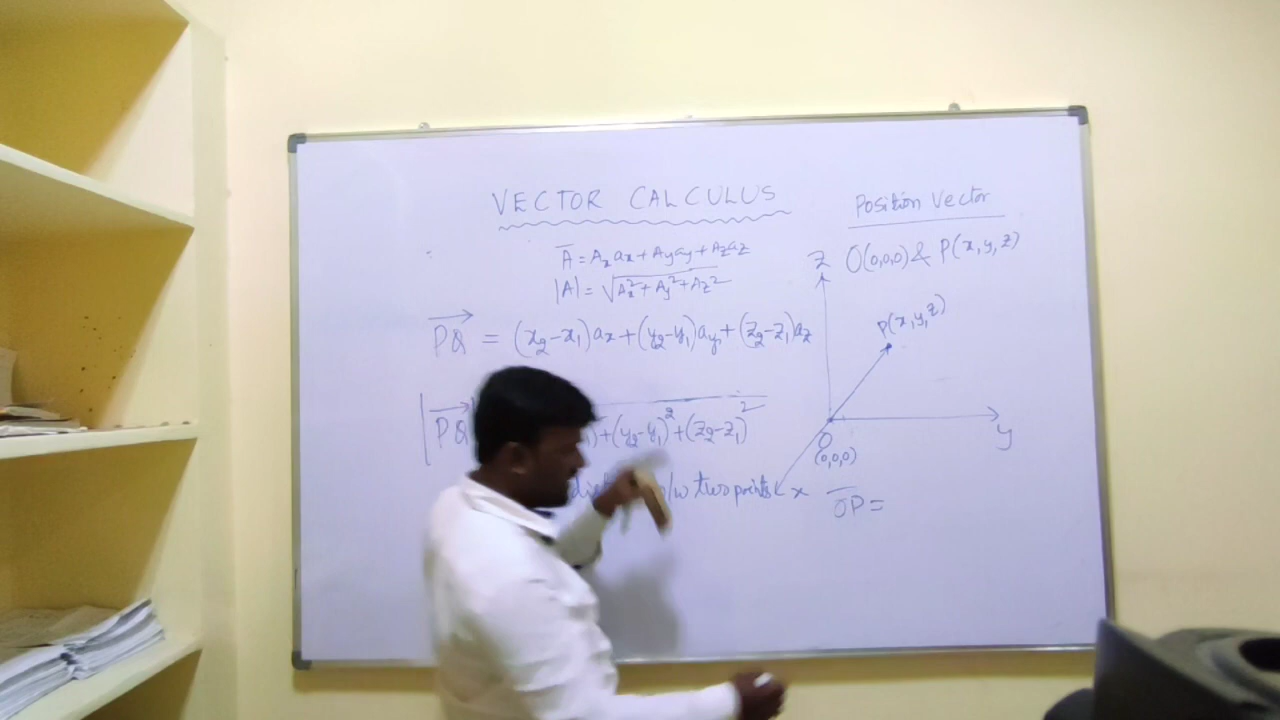 VECTOR CALCULUS
A̅ = Aₓ aₓ + Ay ay + Az az
|A| = √Aₓ² + Ay² + Az²
PQ⃗ = (x₂-x₁)aₓ + (y₂-y₁)ay + (z₂-z₁)az
|PQ⃗ ) + (y₂-y₁)² + (z₂-z₁)²
b/w two points
Position Vector
O(0,0,0) & P(x,y,z)
Z
P(x,y,z)
y
O
(0,0,0)
x
O̅P̅ =